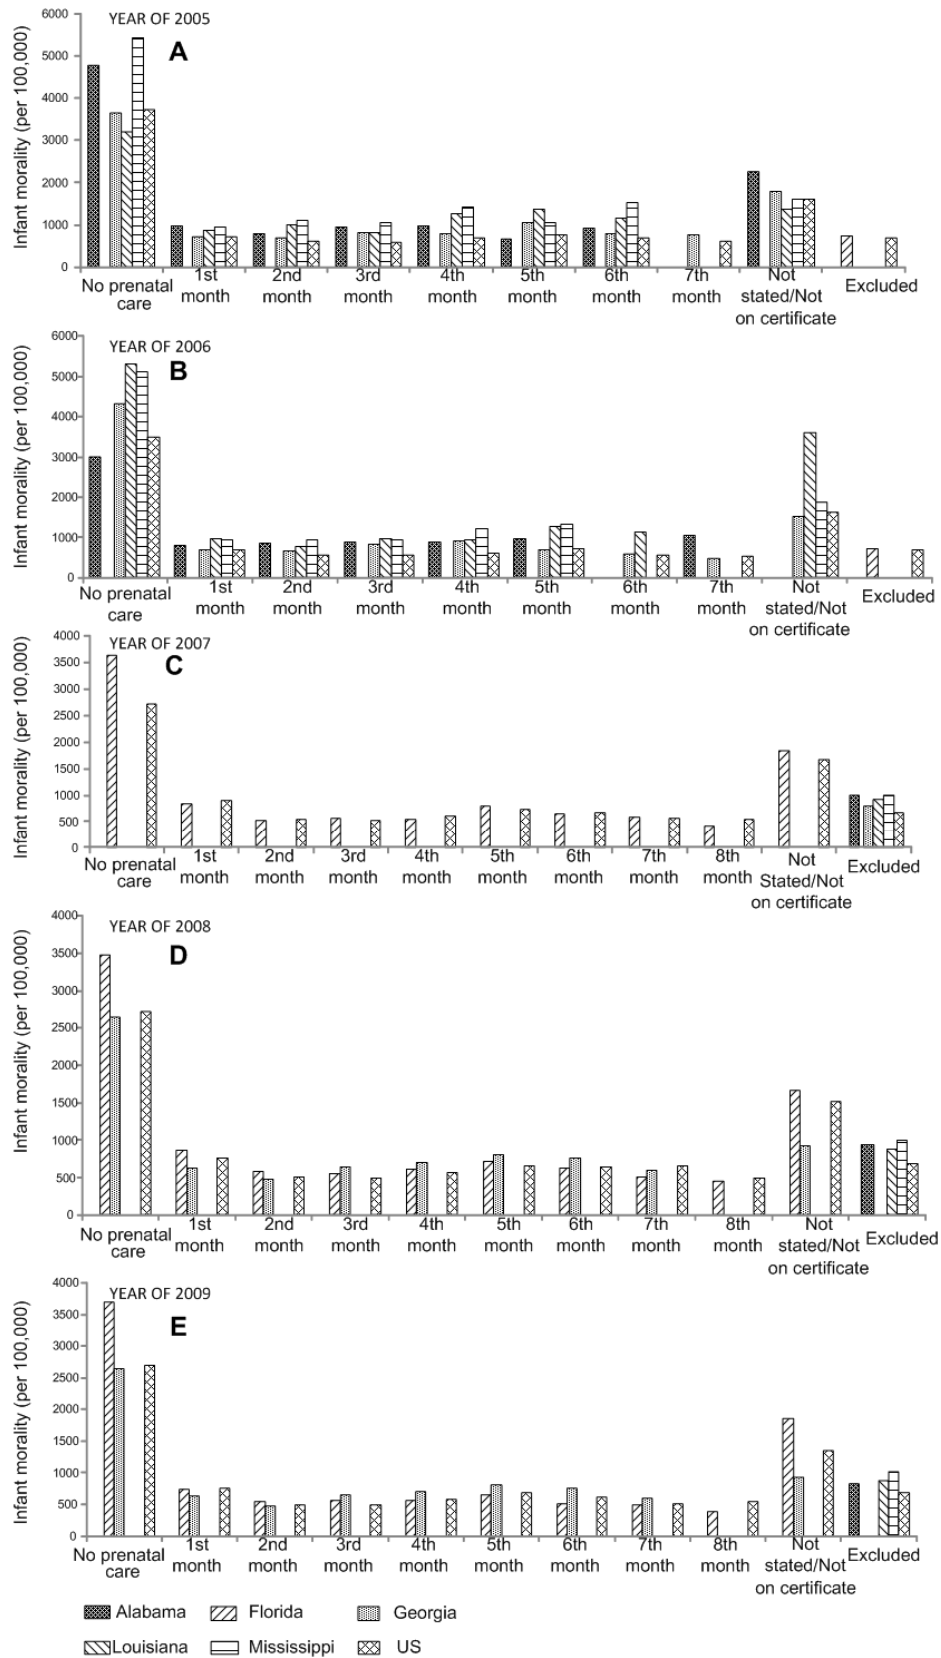 YEAR OF 2005
A
Infant morality (per 100,000)
6000
5000
4000
3000
2000
1000
0
No prenatal care
1st month
2nd month
3rd month
4th month
5th month
6th month
7th month
Not stated/Not on certificate
Excluded
YEAR OF 2006
B
Infant morality (per 100,000)
6000
5000
4000
3000
2000
1000
0
No prenatal care
1st month
2nd month
3rd month
4th month
5th month
6th month
7th month
Not stated/Not on certificate
Excluded
YEAR OF 2007
C
Infant morality (per 100,000)
4000
3500
3000
2500
2000
1500
1000
500
0
No prenatal care
1st month
2nd month
3rd month
4th month
5th month
6th month
7th month
8th month
Not Stated/Not on certificate
Excluded
YEAR OF 2008
D
Infant morality (per 100,000)
4000
3500
3000
2500
2000
1500
1000
500
0
No prenatal care
1st month
2nd month
3rd month
4th month
5th month
6th month
7th month
8th month
Not stated/Not on certificate
Excluded
YEAR OF 2009
E
Infant morality (per 100,000)
4000
3500
3000
2500
2000
1500
1000
500
0
No prenatal care
1st month
2nd month
3rd month
4th month
5th month
6th month
7th month
8th month
Not stated/Not on certificate
Excluded
Alabama Florida Georgia
Louisiana Mississippi US